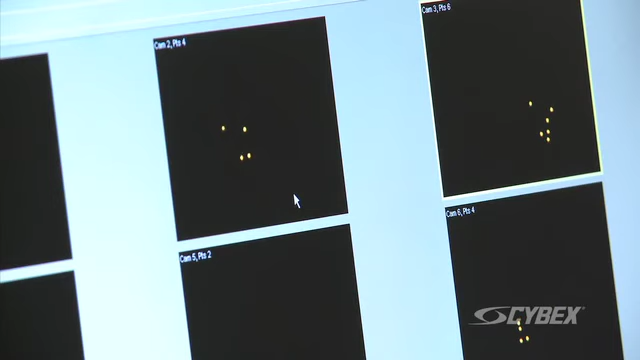 Cam 2, Pts 4
Cam 3, Pts 6
Cam 5, Pts 2
Cam 6, Pts 4
CYBEX